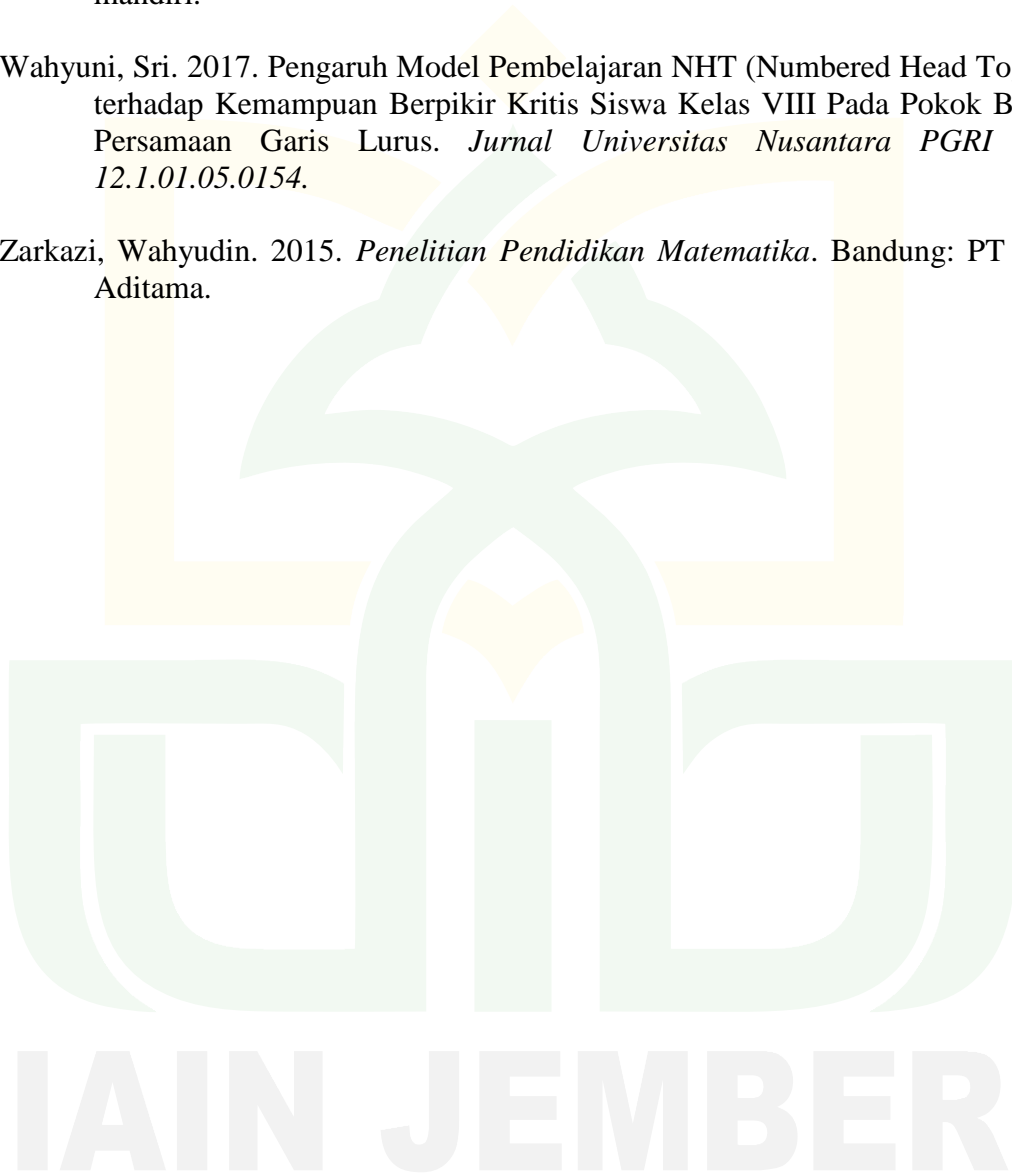 mandiri.
Wahyuni, Sri. 2017. Pengaruh Model Pembelajaran NHT (Numbered Head To
terhadap Kemampuan Berpikir Kritis Siswa Kelas VIII Pada Pokok B
Persamaan Garis Lurus. Jurnal Universitas Nusantara PGRI
12.1.01.05.0154.
Zarkazi, Wahyudin. 2015. Penelitian Pendidikan Matematika. Bandung: PT
Aditama.
IAIN JEMBER